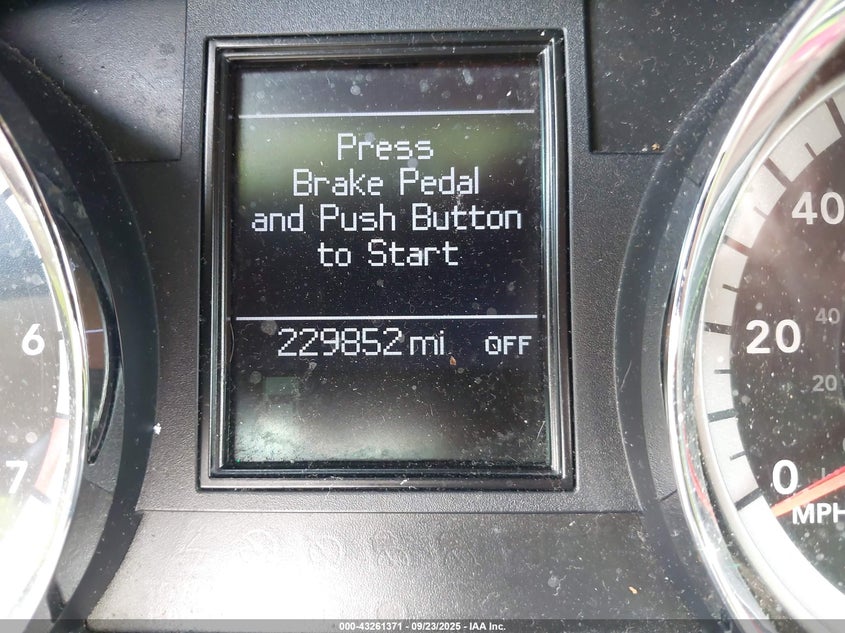 Press
Brake Pedal
and Push Button
to Start
229852 mi OFF
6
7
40
20
0
MPH
40
20
000-43261371 - 09/23/2025 - IAA Inc.